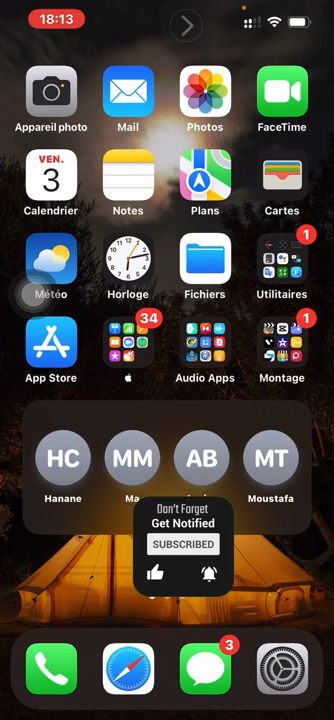 18:13
Appareil photo
Mail
Photos
FaceTime
VEN.
3
Calendrier
Notes
Plans
Cartes
1
Météo
Horloge
Fichiers
Utilitaires
34
1
App Store
Audio Apps
Montage
HC
MM
AB
MT
Hanane
Ma
Moustafa
Don't Forget
Get Notified
SUBSCRIBED
3